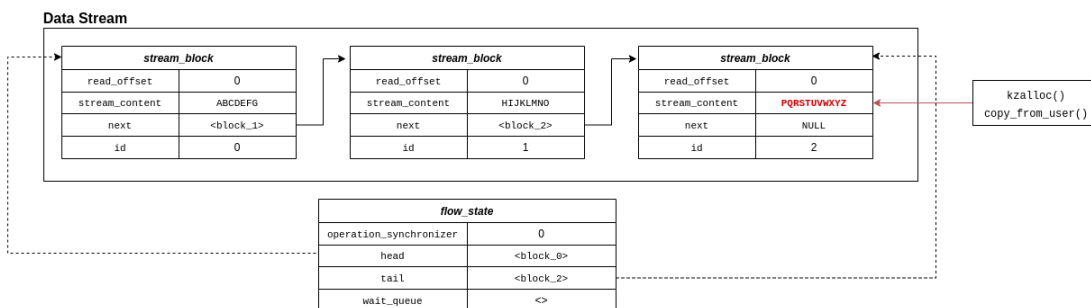 Data Stream
stream_block
read_offset 0
stream_content ABCDEFG
next <block_1>
id 0
stream_block
read_offset 0
stream_content HIJKLMNO
next <block_2>
id 1
stream_block
read_offset 0
stream_content PQRSTUVWXYZ
next NULL
id 2
kzalloc()
copy_from_user()
flow_state
operation_synchronizer 0
head <block_0>
tail <block_2>
wait_queue <>